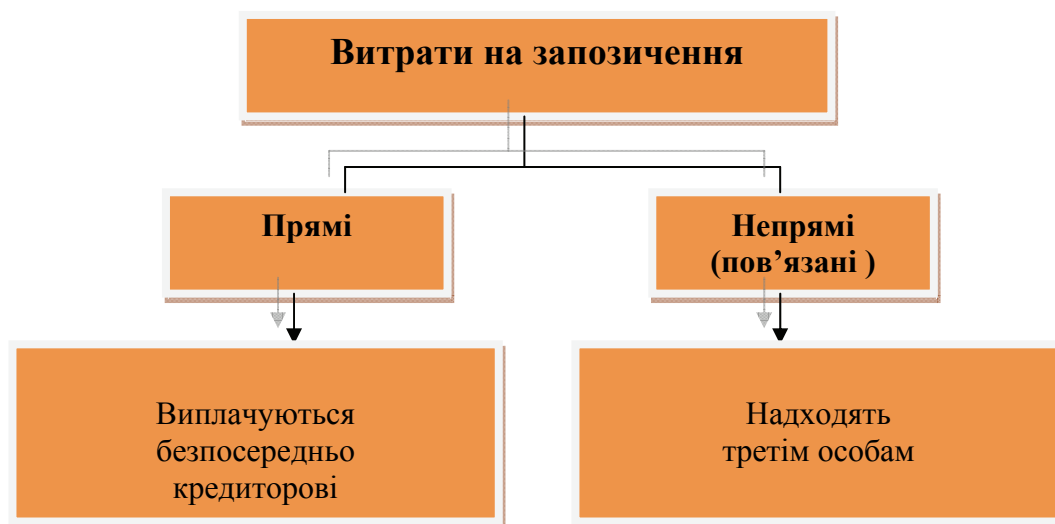 Витрати на запозичення
Прямі
Непрямі
(пов’язані )
Виплачуються
безпосередньо
кредиторові
Надходять
третім особам